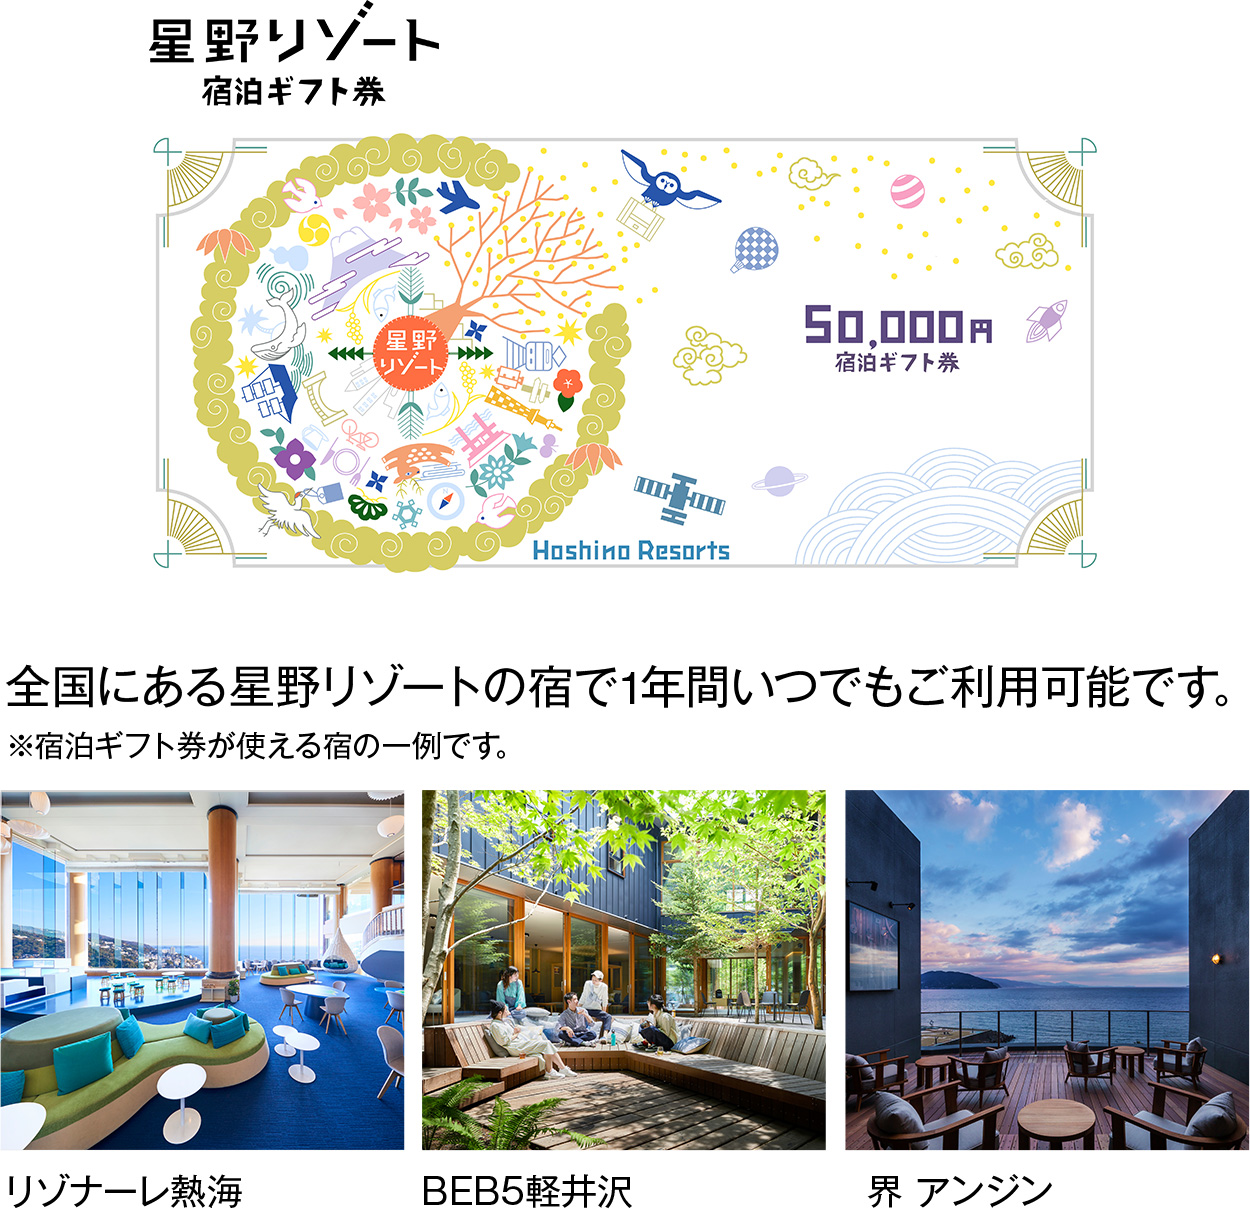 星野リゾート
宿泊ギフト券
星野
リゾート
50,000円
宿泊ギフト券
Hoshino Resorts
全国にある星野リゾートの宿で1年間いつでもご利用可能です。
※宿泊ギフト券が使える宿の一例です。
リゾナーレ熱海
BEB5軽井沢
界 アンジン